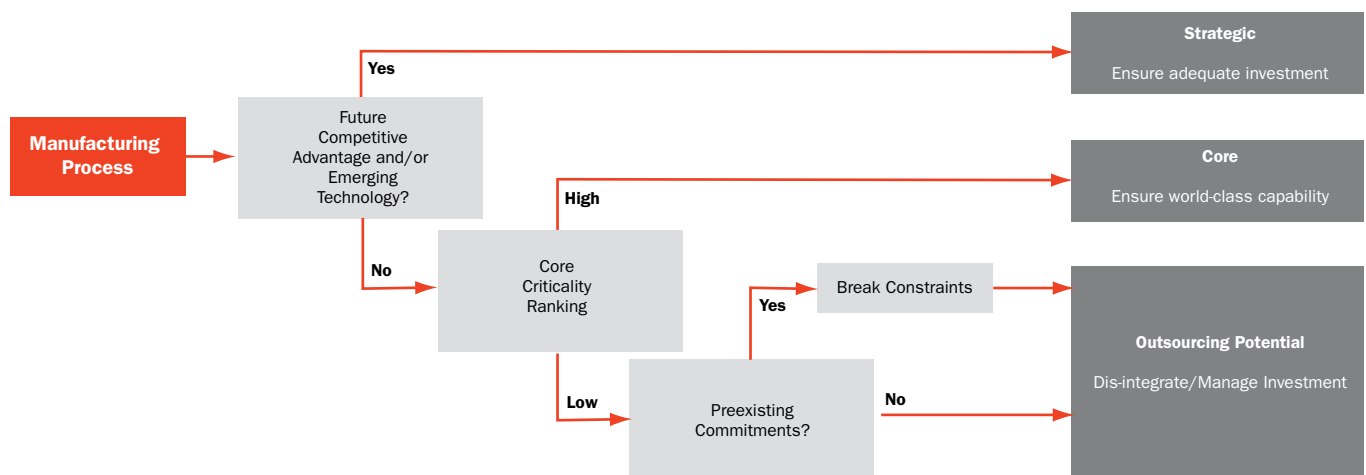 Strategic
Ensure adequate investment
Yes
Manufacturing
Process
Future
Competitive
Advantage and/or
Emerging
Technology?
Core
Ensure world-class capability
High
No
Core
Criticality
Ranking
Yes
Break Constraints
Outsourcing Potential
Dis-integrate/Manage Investment
Low
Preexisting
Commitments?
No